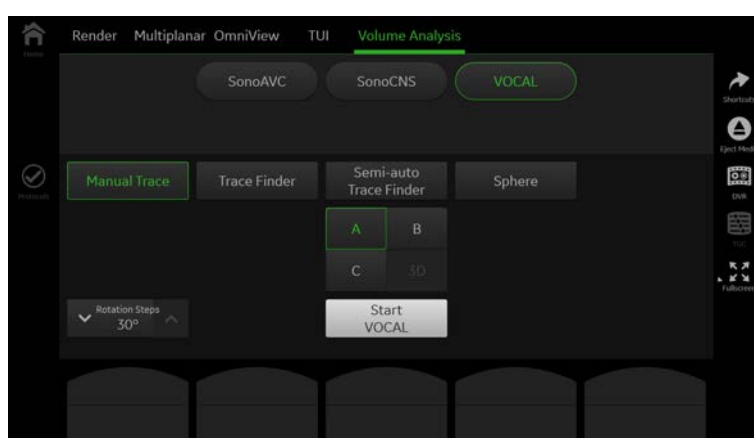 Render Multiplanar OmniView TUI Volume Analysis
Home
SonoAVC SonoCNS VOCAL
Shortcuts
Eject Medi
Manual Trace Trace Finder Semi-auto Trace Finder Sphere
Protocols
DVR
A B
TGC
C 3D
Fullscreen
Rotation Steps
30°
Start
VOCAL